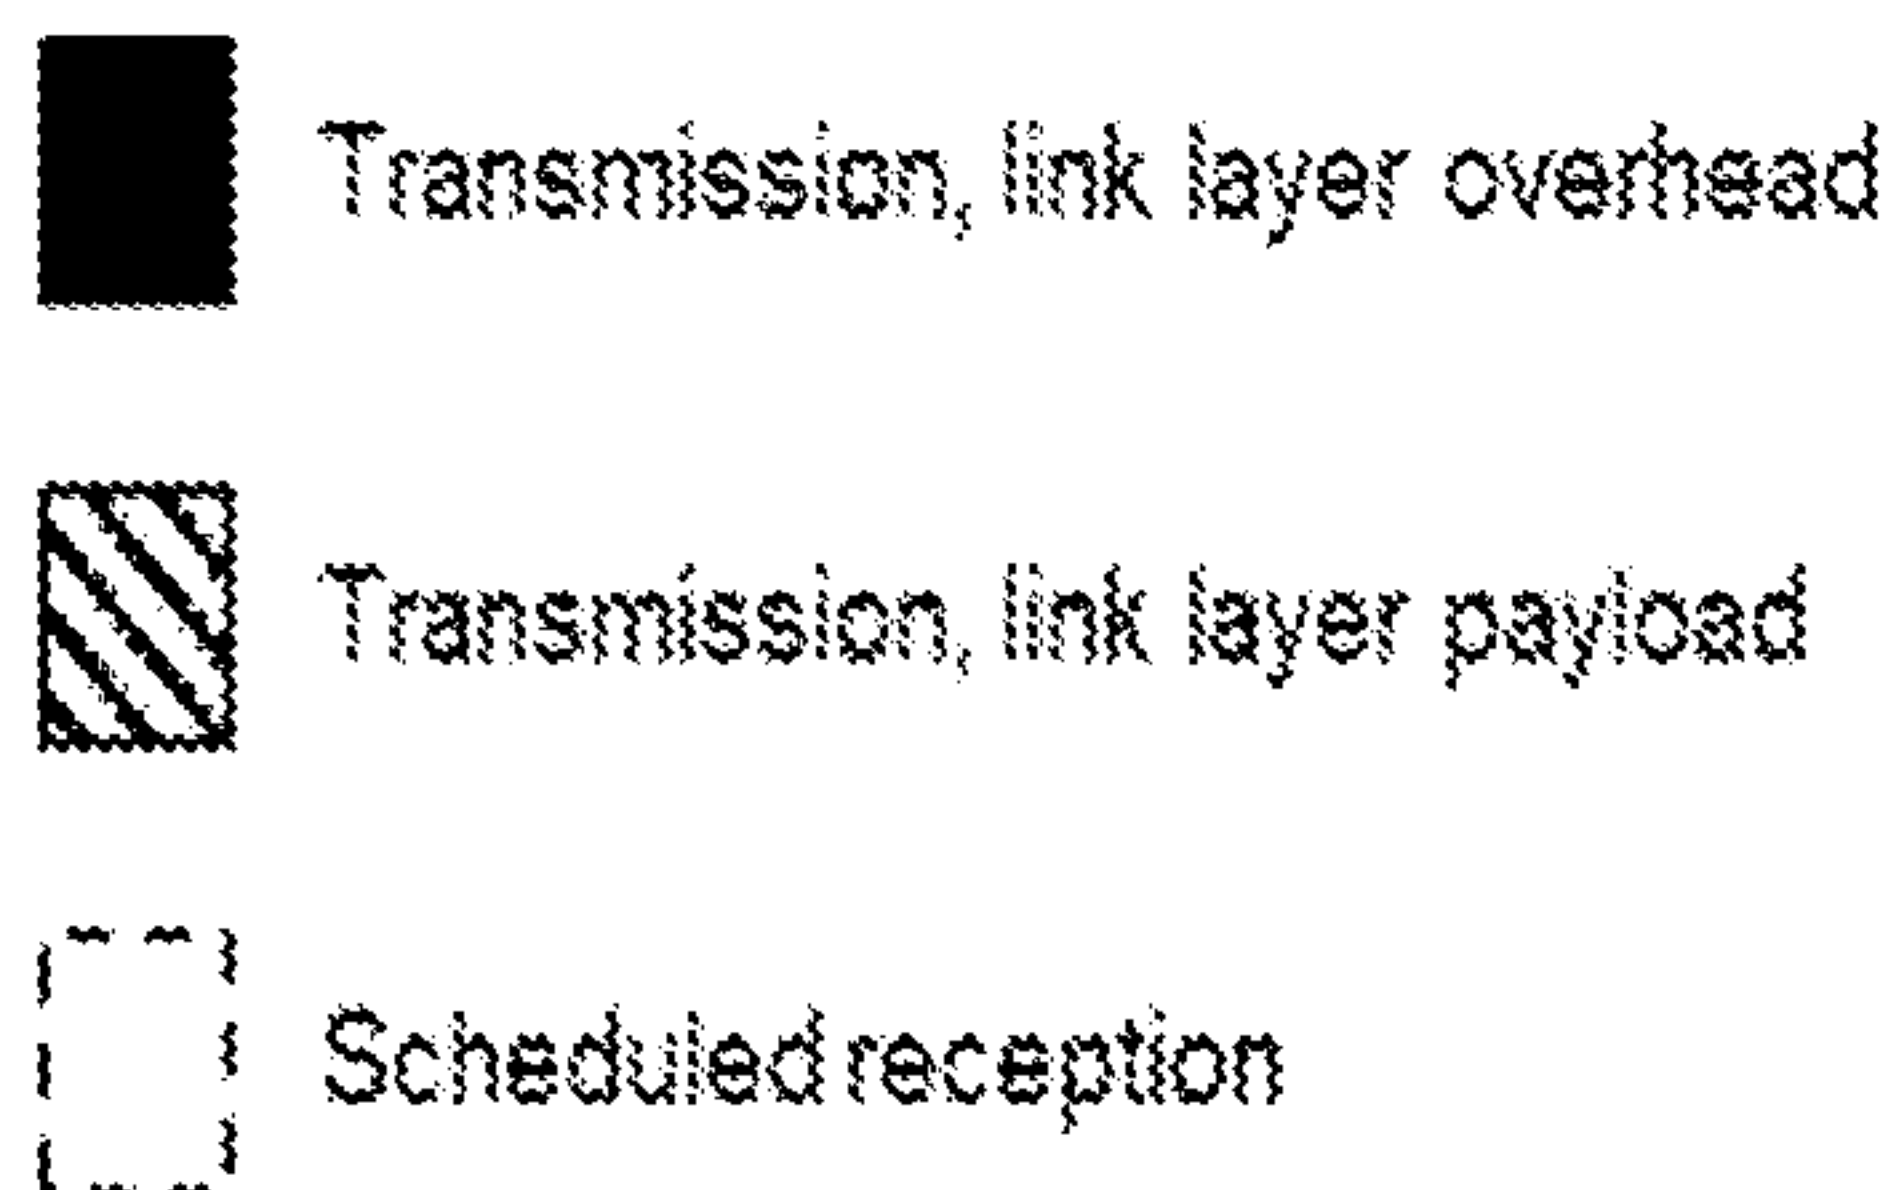 Transmission, link layer overhead
Transmission, link layer payload
Scheduled reception